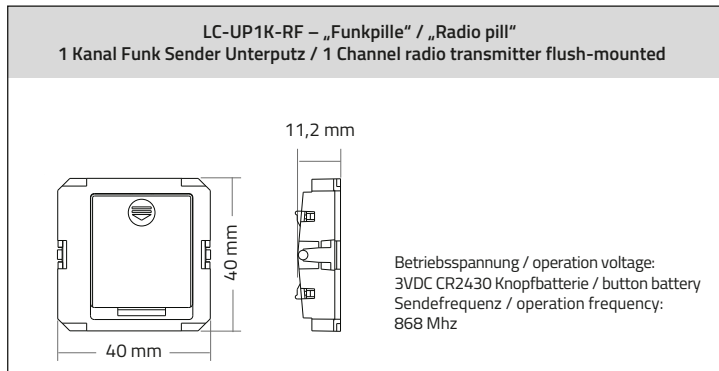 LC-UP1K-RF – „Funkpille“ / „Radio pill“
1 Kanal Funk Sender Unterputz / 1 Channel radio transmitter flush-mounted
11,2 mm
40 mm
40 mm
Betriebsspannung / operation voltage:
3VDC CR2430 Knopfbatterie / button battery
Sendefrequenz / operation frequency:
868 Mhz